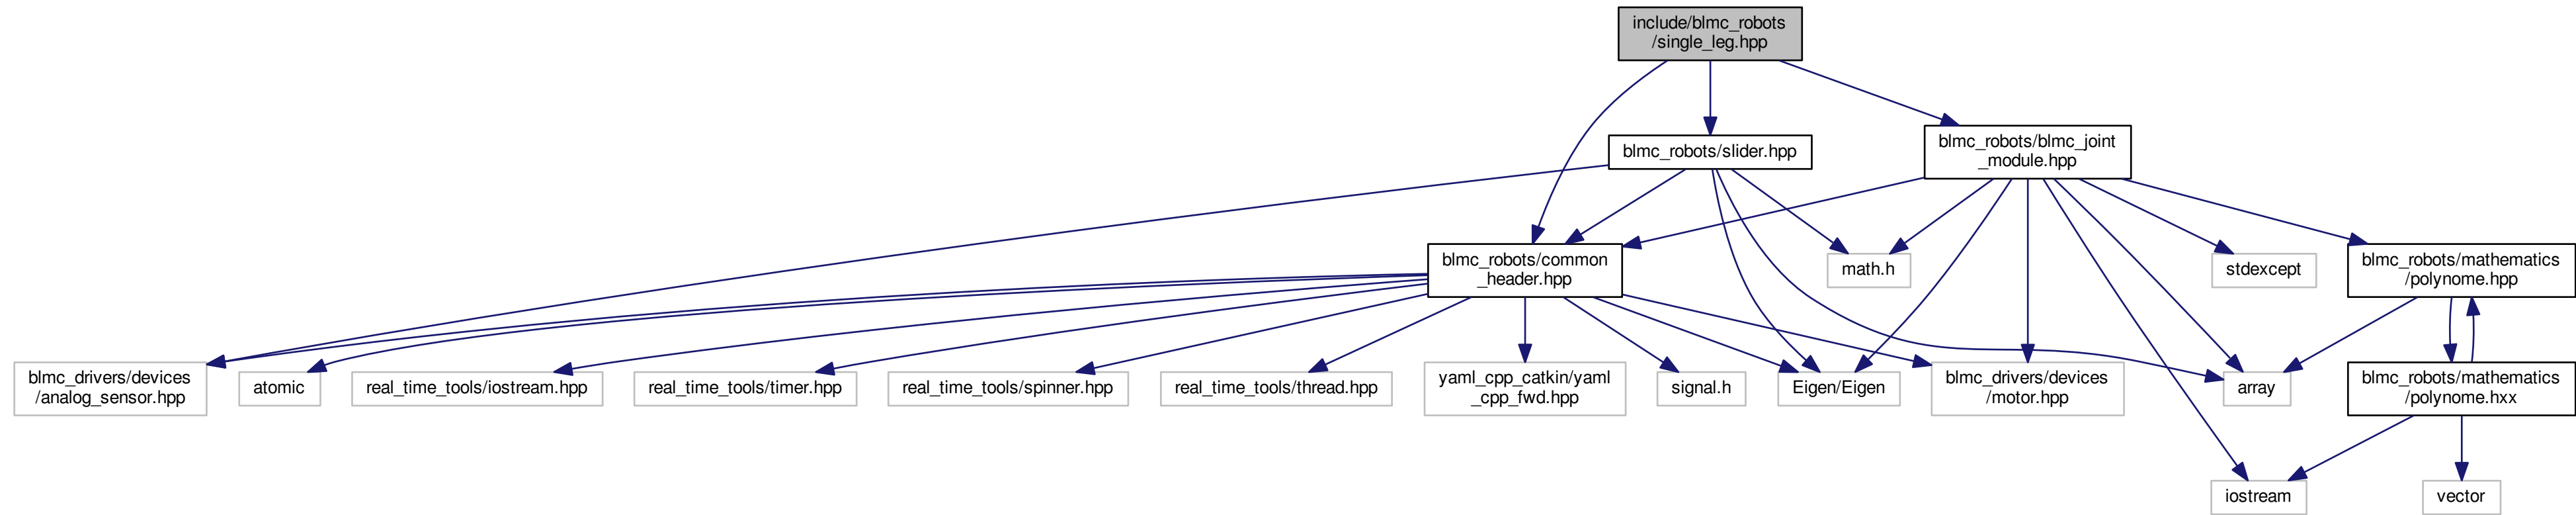 include/blmc_robots
/single_leg.hpp
blmc_robots/slider.hpp
blmc_robots/blmc_joint
_module.hpp
blmc_robots/common
_header.hpp
math.h
stdexcept
blmc_robots/mathematics
/polynome.hpp
blmc_drivers/devices
/analog_sensor.hpp
atomic
real_time_tools/iostream.hpp
real_time_tools/timer.hpp
real_time_tools/spinner.hpp
real_time_tools/thread.hpp
yaml_cpp_catkin/yaml
_cpp_fwd.hpp
signal.h
Eigen/Eigen
blmc_drivers/devices
/motor.hpp
array
blmc_robots/mathematics
/polynome.hxx
iostream
vector